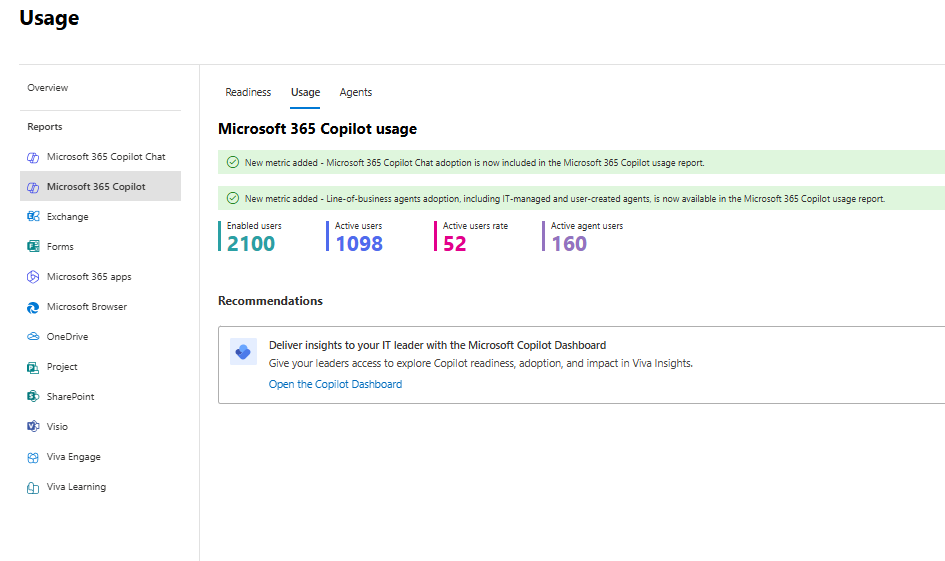 Usage
Overview
Reports
Microsoft 365 Copilot Chat
Microsoft 365 Copilot
Exchange
Forms
Microsoft 365 apps
Microsoft Browser
OneDrive
Project
SharePoint
Visio
Viva Engage
Viva Learning
Readiness Usage Agents
Microsoft 365 Copilot usage
New metric added - Microsoft 365 Copilot Chat adoption is now included in the Microsoft 365 Copilot usage report.
New metric added - Line-of-business agents adoption, including IT-managed and user-created agents, is now available in the Microsoft 365 Copilot usage report.
Enabled users Active users Active users rate Active agent users
2100 1098 52 160
Recommendations
Deliver insights to your IT leader with the Microsoft Copilot Dashboard
Give your leaders access to explore Copilot readiness, adoption, and impact in Viva Insights.
Open the Copilot Dashboard